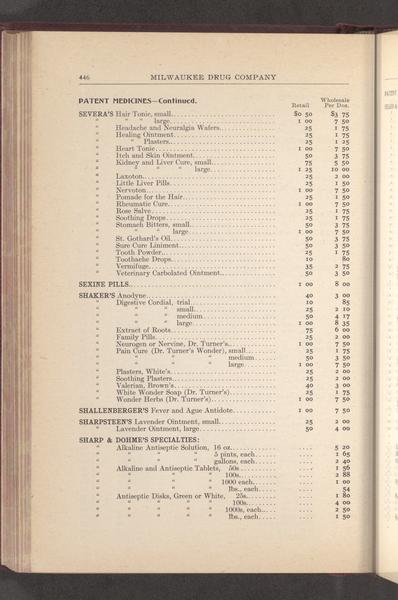 446 MILWAUKEE DRUG COMPANY
PATENT MEDICINES—Continued.
Retail Wholesale Per Doz.
SEVERA'S Hair Tonic, small $0 50 $3 75
" " " large 1 00 7 50
" Headache and Neuralgia Wafers 25 1 75
" Healing Ointment 25 1 75
" " Plasters 25 1 25
" Heart Tonic 1 00 7 50
" Itch and Skin Ointment 50 3 75
" Kidney and Liver Cure, small 75 5 50
" " " " large 1 25 10 00
" Laxoton 25 2 00
" Little Liver Pills 25 1 50
" Nervoton 1 00 7 50
" Pomade for the Hair 25 1 50
" Rheumatic Cure 1 00 7 50
" Rose Salve 25 1 75
" Soothing Drops 25 1 75
" Stomach Bitters, small 50 3 75
" " " large 1 00 7 50
" St. Gothard's Oil 50 3 75
" Sure Cure Liniment 50 3 50
" Tooth Powder 25 1 75
" Toothache Drops 10 80
" Vermifuge 35 2 75
" Veterinary Carbolated Ointment 50 3 50
SEXINE PILLS 1 00 8 00
SHAKER'S Anodyne 40 3 00
" Digestive Cordial, trial 10 85
" " " small 25 2 10
" " " medium 50 4 17
" " " large 1 00 8 35
" Extract of Roots 75 6 00
" Family Pills 25 2 00
" Neurogen or Nervine, Dr. Turner's 1 00 7 50
" Pain Cure (Dr. Turner's Wonder), small 25 1 75
" " " " medium 50 3 50
" " " " large 1 00 7 50
" Plasters, White's 25 2 00
" Soothing Plasters 25 2 00
" Valerian, Brown's 40 3 00
" White Wonder Soap (Dr. Turner's) 25 1 75
" Wonder Herbs (Dr. Turner's) 1 00 7 50
SHALLENBERGER'S Fever and Ague Antidote 1 00 7 50
SHARPSTEEN'S Lavender Ointment, small 25 2 00
" Lavender Ointment, large 50 4 00
SHARP & DOHME'S SPECIALTIES:
" Alkaline Antiseptic Solution, 16 oz. 5 20
" " " " 5 pints, each 1 65
" " " " gallons, each 2 40
" Alkaline and Antiseptic Tablets, 50s 1 56
" " " " 100s 2 88
" " " " 1000 each 1 00
" " " " lbs., each 54
" Antiseptic Disks, Green or White, 25s 1 80
" " " " " 100s 4 00
" " " " " 1000s, each 2 50
" " " " " lbs., each 1 50